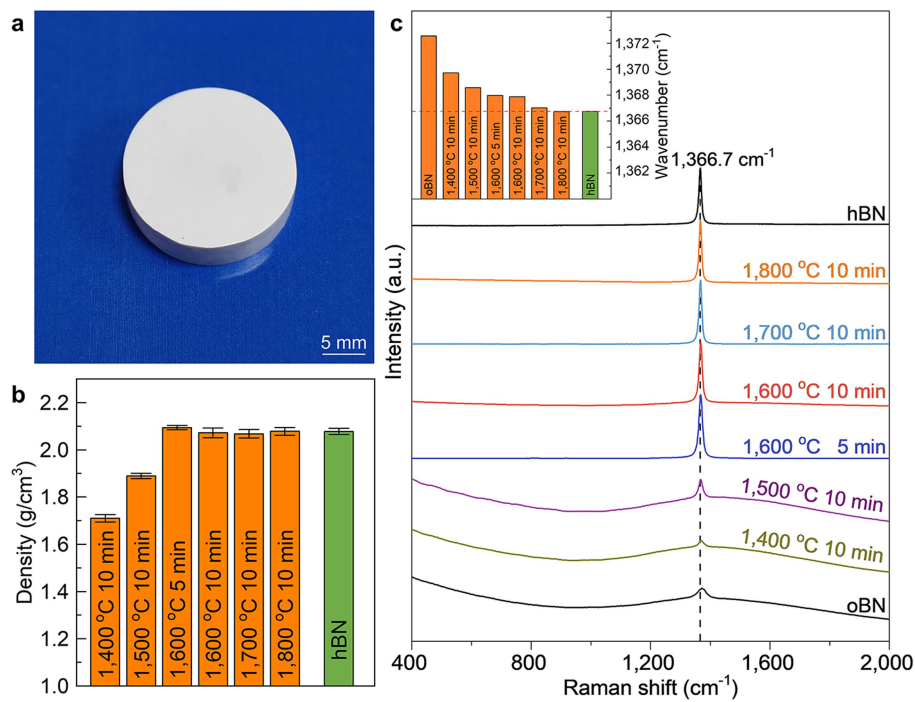 a
5 mm
b
Density (g/cm³)
2.2
2.0
1.8
1.6
1.4
1.2
1.0
1,400 °C 10 min
1,500 °C 10 min
1,600 °C 5 min
1,600 °C 10 min
1,700 °C 10 min
1,800 °C 10 min
hBN
c
oBN
1,400 °C 10 min
1,500 °C 10 min
1,600 °C 5 min
1,600 °C 10 min
1,700 °C 10 min
1,800 °C 10 min
hBN
1,372
1,370
1,368
1,366
1,364
1,362
Wavenumber (cm⁻¹)
1,366.7 cm⁻¹
hBN
1,800 °C 10 min
1,700 °C 10 min
1,600 °C 10 min
1,600 °C 5 min
1,500 °C 10 min
1,400 °C 10 min
oBN
Intensity (a.u.)
400 800 1,200 1,600 2,000
Raman shift (cm⁻¹)